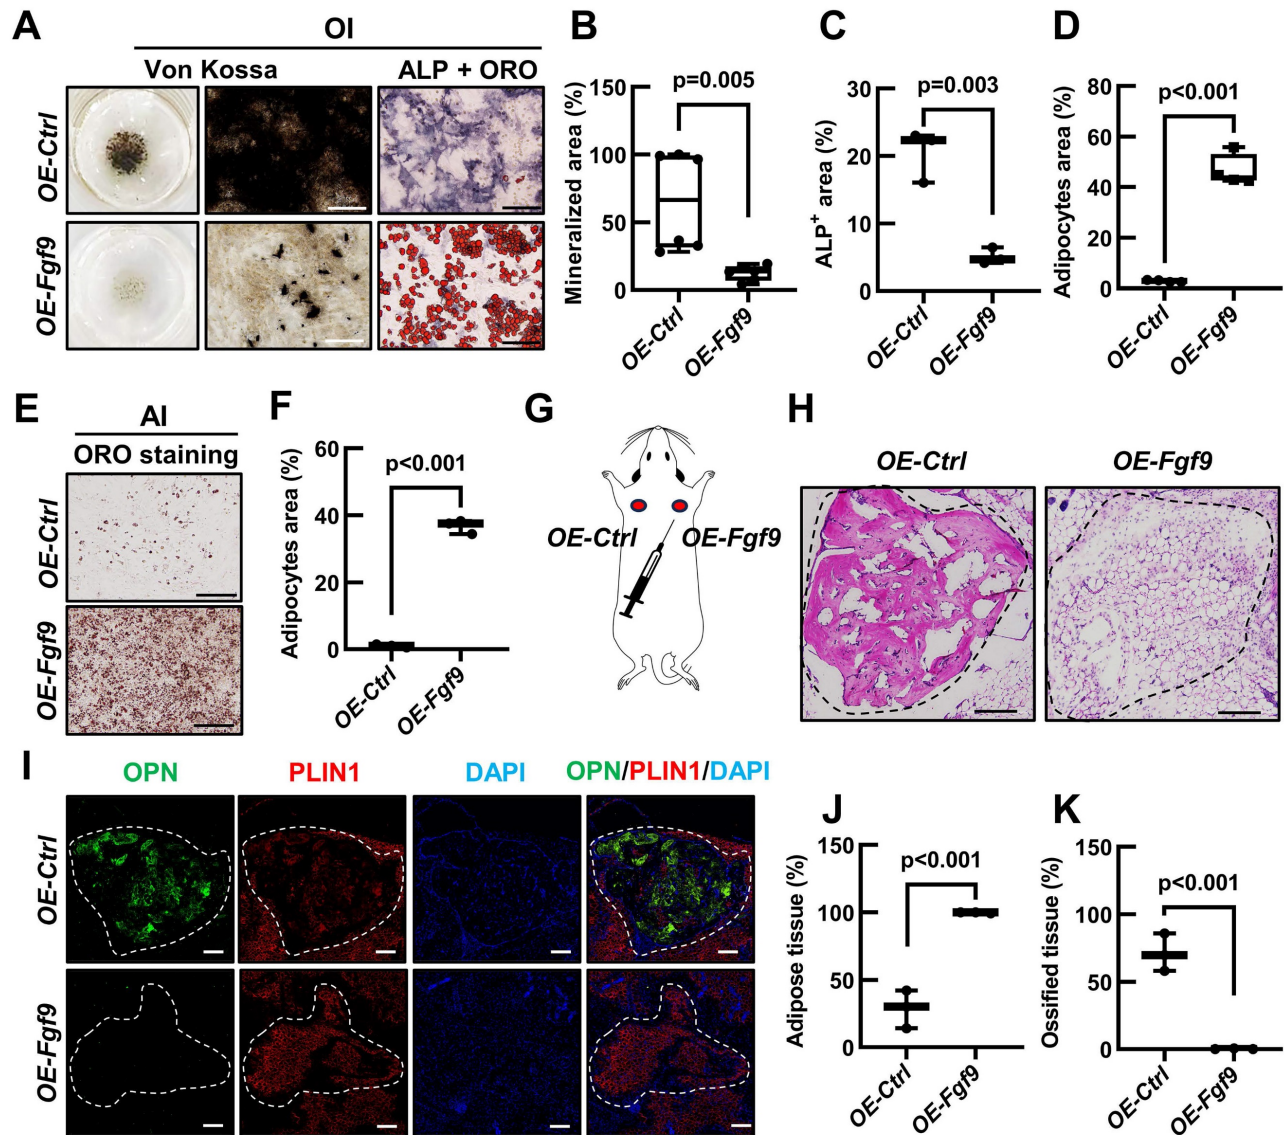 A
OI
Von Kossa
ALP + ORO
OE-Ctrl
OE-Fgf9
B
Mineralized area (%)
150
100
50
0
p=0.005
OE-Ctrl
OE-Fgf9
C
ALP+ area (%)
30
20
10
0
p=0.003
OE-Ctrl
OE-Fgf9
D
Adipocytes area (%)
80
60
40
20
0
p<0.001
OE-Ctrl
OE-Fgf9
E
AI
ORO staining
OE-Ctrl
OE-Fgf9
F
Adipocytes area (%)
60
40
20
0
p<0.001
OE-Ctrl
OE-Fgf9
G
OE-Ctrl
OE-Fgf9
H
OE-Ctrl
OE-Fgf9
I
OPN
PLIN1
DAPI
OPN/PLIN1/DAPI
OE-Ctrl
OE-Fgf9
J
Adipose tissue (%)
150
100
50
0
p<0.001
OE-Ctrl
OE-Fgf9
K
Ossified tissue (%)
150
100
50
0
p<0.001
OE-Ctrl
OE-Fgf9